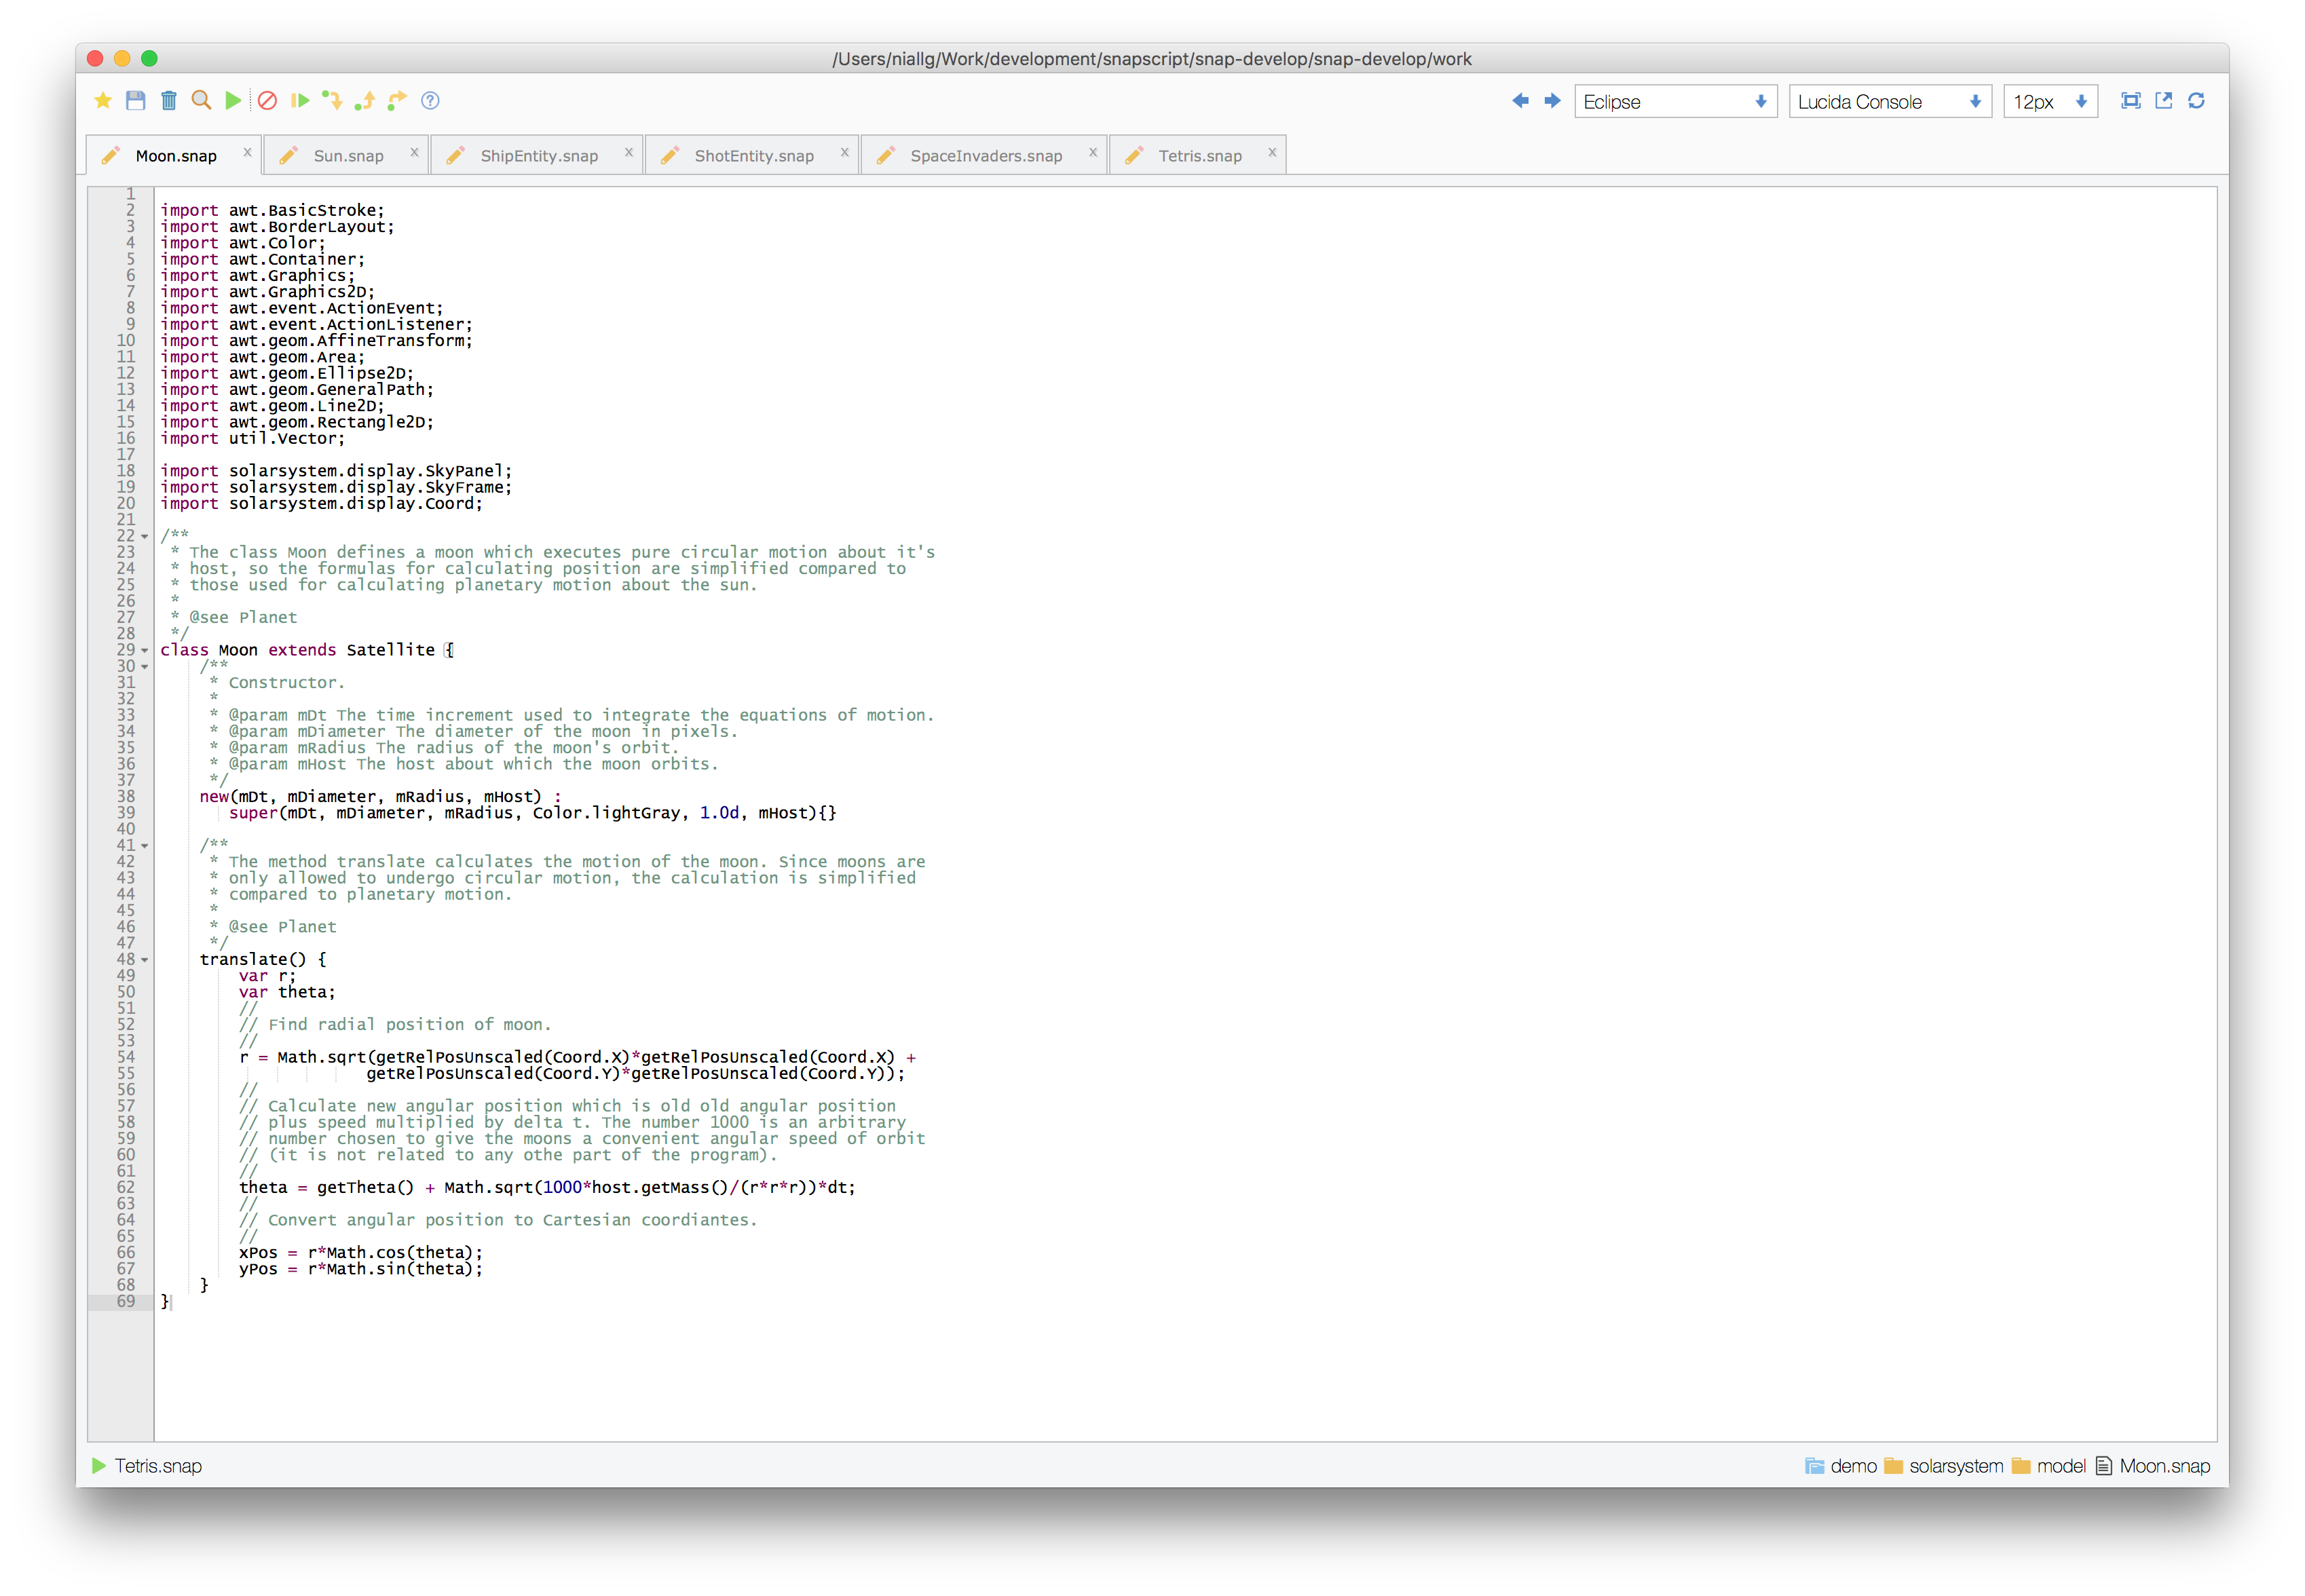 /Users/niallg/Work/development/snapscript/snap-develop/snap-develop/work
Eclipse Lucida Console 12px
Moon.snap x Sun.snap x ShipEntity.snap x ShotEntity.snap x SpaceInvaders.snap x Tetris.snap x
1
2 import awt.BasicStroke;
3 import awt.BorderLayout;
4 import awt.Color;
5 import awt.Container;
6 import awt.Graphics;
7 import awt.Graphics2D;
8 import awt.event.ActionEvent;
9 import awt.event.ActionListener;
10 import awt.geom.AffineTransform;
11 import awt.geom.Area;
12 import awt.geom.Ellipse2D;
13 import awt.geom.GeneralPath;
14 import awt.geom.Line2D;
15 import awt.geom.Rectangle2D;
16 import util.Vector;
17
18 import solarsystem.display.SkyPanel;
19 import solarsystem.display.SkyFrame;
20 import solarsystem.display.Coord;
21
22 /**
23  * The class Moon defines a moon which executes pure circular motion about it's
24  * host, so the formulas for calculating position are simplified compared to
25  * those used for calculating planetary motion about the sun.
26  *
27  * @see Planet
28  */
29 class Moon extends Satellite {
30     /**
31      * Constructor.
32      *
33      * @param mDt The time increment used to integrate the equations of motion.
34      * @param mDiameter The diameter of the moon in pixels.
35      * @param mRadius The radius of the moon's orbit.
36      * @param mHost The host about which the moon orbits.
37      */
38     new(mDt, mDiameter, mRadius, mHost) :
39        super(mDt, mDiameter, mRadius, Color.lightGray, 1.0d, mHost){}
40
41     /**
42      * The method translate calculates the motion of the moon. Since moons are
43      * only allowed to undergo circular motion, the calculation is simplified
44      * compared to planetary motion.
45      *
46      * @see Planet
47      */
48     translate() {
49         var r;
50         var theta;
51         //
52         // Find radial position of moon.
53         //
54         r = Math.sqrt(getRelPosUnscaled(Coord.X)*getRelPosUnscaled(Coord.X) +
55                      getRelPosUnscaled(Coord.Y)*getRelPosUnscaled(Coord.Y));
56         //
57         // Calculate new angular position which is old old angular position
58         // plus speed multiplied by delta t. The number 1000 is an arbitrary
59         // number chosen to give the moons a convenient angular speed of orbit
60         // (it is not related to any othe part of the program).
61         //
62         theta = getTheta() + Math.sqrt(1000*host.getMass()/(r*r*r))*dt;
63         //
64         // Convert angular position to Cartesian coordiantes.
65         //
66         xPos = r*Math.cos(theta);
67         yPos = r*Math.sin(theta);
68     }
69 }
Tetris.snap demo solarsystem model Moon.snap